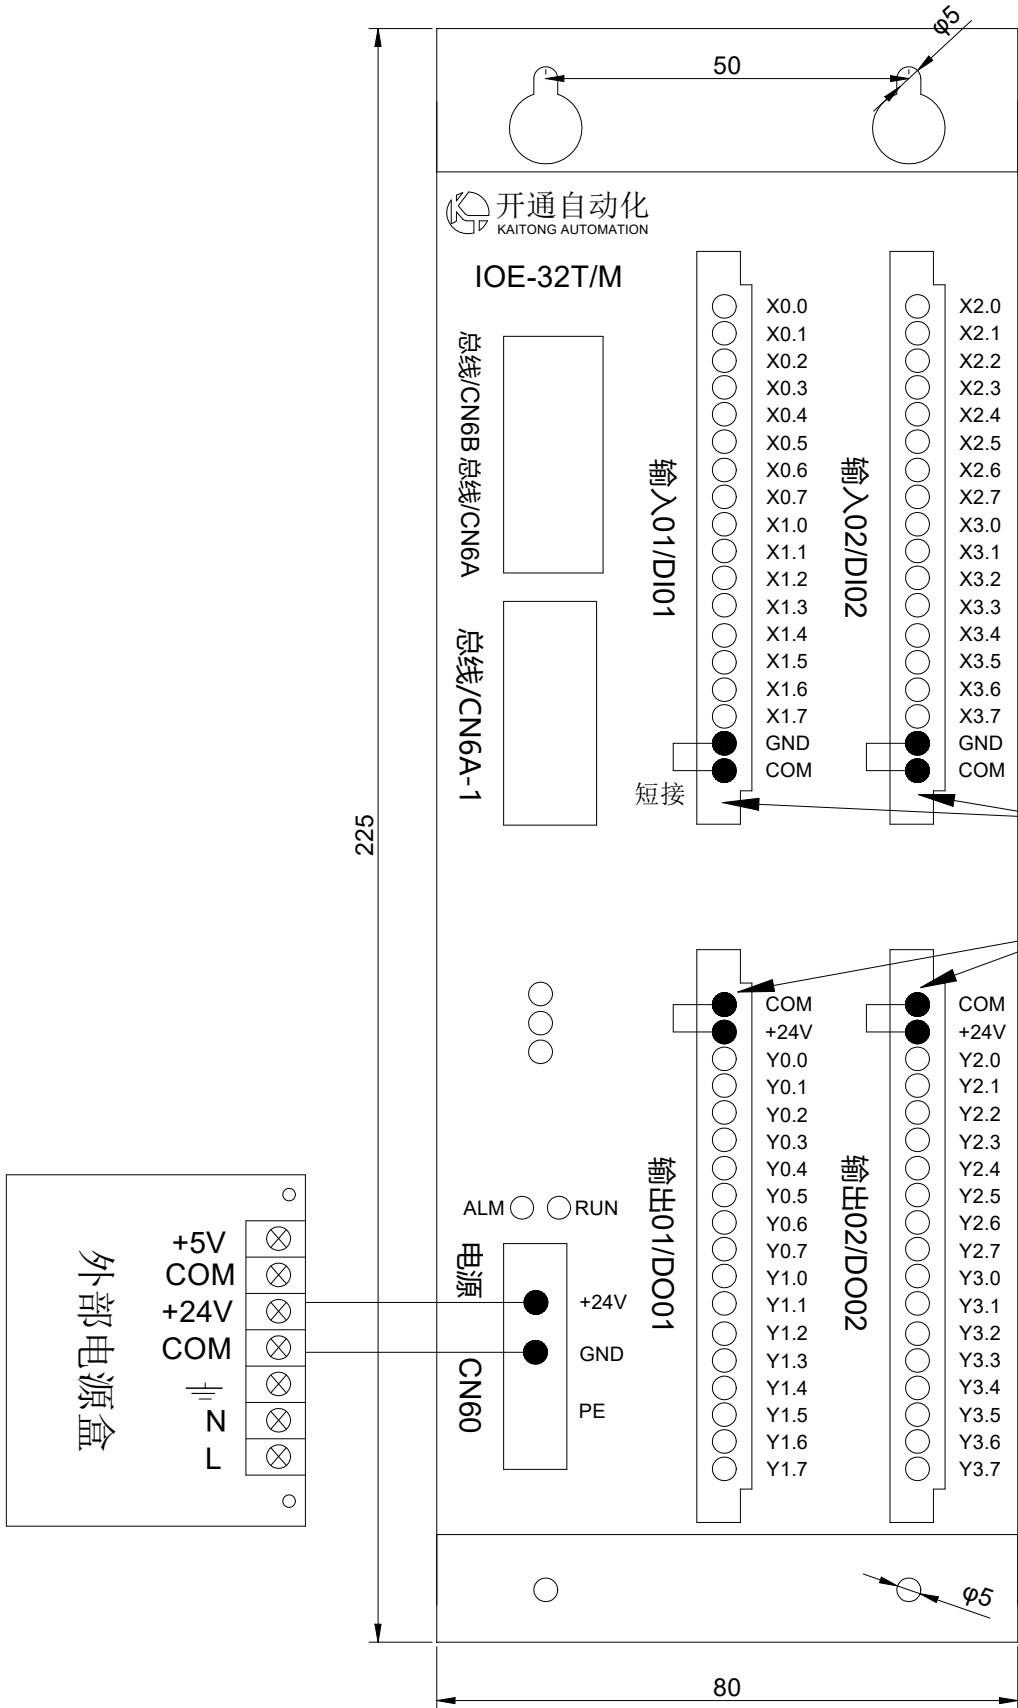 φ5
50
开通自动化
KAITONG AUTOMATION
IOE-32T/M
总线/CN6B 总线/CN6A
总线/CN6A-1
输入01/DI01
X0.0
X0.1
X0.2
X0.3
X0.4
X0.5
X0.6
X0.7
X1.0
X1.1
X1.2
X1.3
X1.4
X1.5
X1.6
X1.7
GND
COM
短接
输入02/DI02
X2.0
X2.1
X2.2
X2.3
X2.4
X2.5
X2.6
X2.7
X3.0
X3.1
X3.2
X3.3
X3.4
X3.5
X3.6
X3.7
GND
COM
225
输出01/DO01
COM
+24V
Y0.0
Y0.1
Y0.2
Y0.3
Y0.4
Y0.5
Y0.6
Y0.7
Y1.0
Y1.1
Y1.2
Y1.3
Y1.4
Y1.5
Y1.6
Y1.7
输出02/DO02
COM
+24V
Y2.0
Y2.1
Y2.2
Y2.3
Y2.4
Y2.5
Y2.6
Y2.7
Y3.0
Y3.1
Y3.2
Y3.3
Y3.4
Y3.5
Y3.6
Y3.7
ALM
RUN
电源 CN60
+24V
GND
PE
外部电源盒
+5V
COM
+24V
COM
N
L
φ5
80